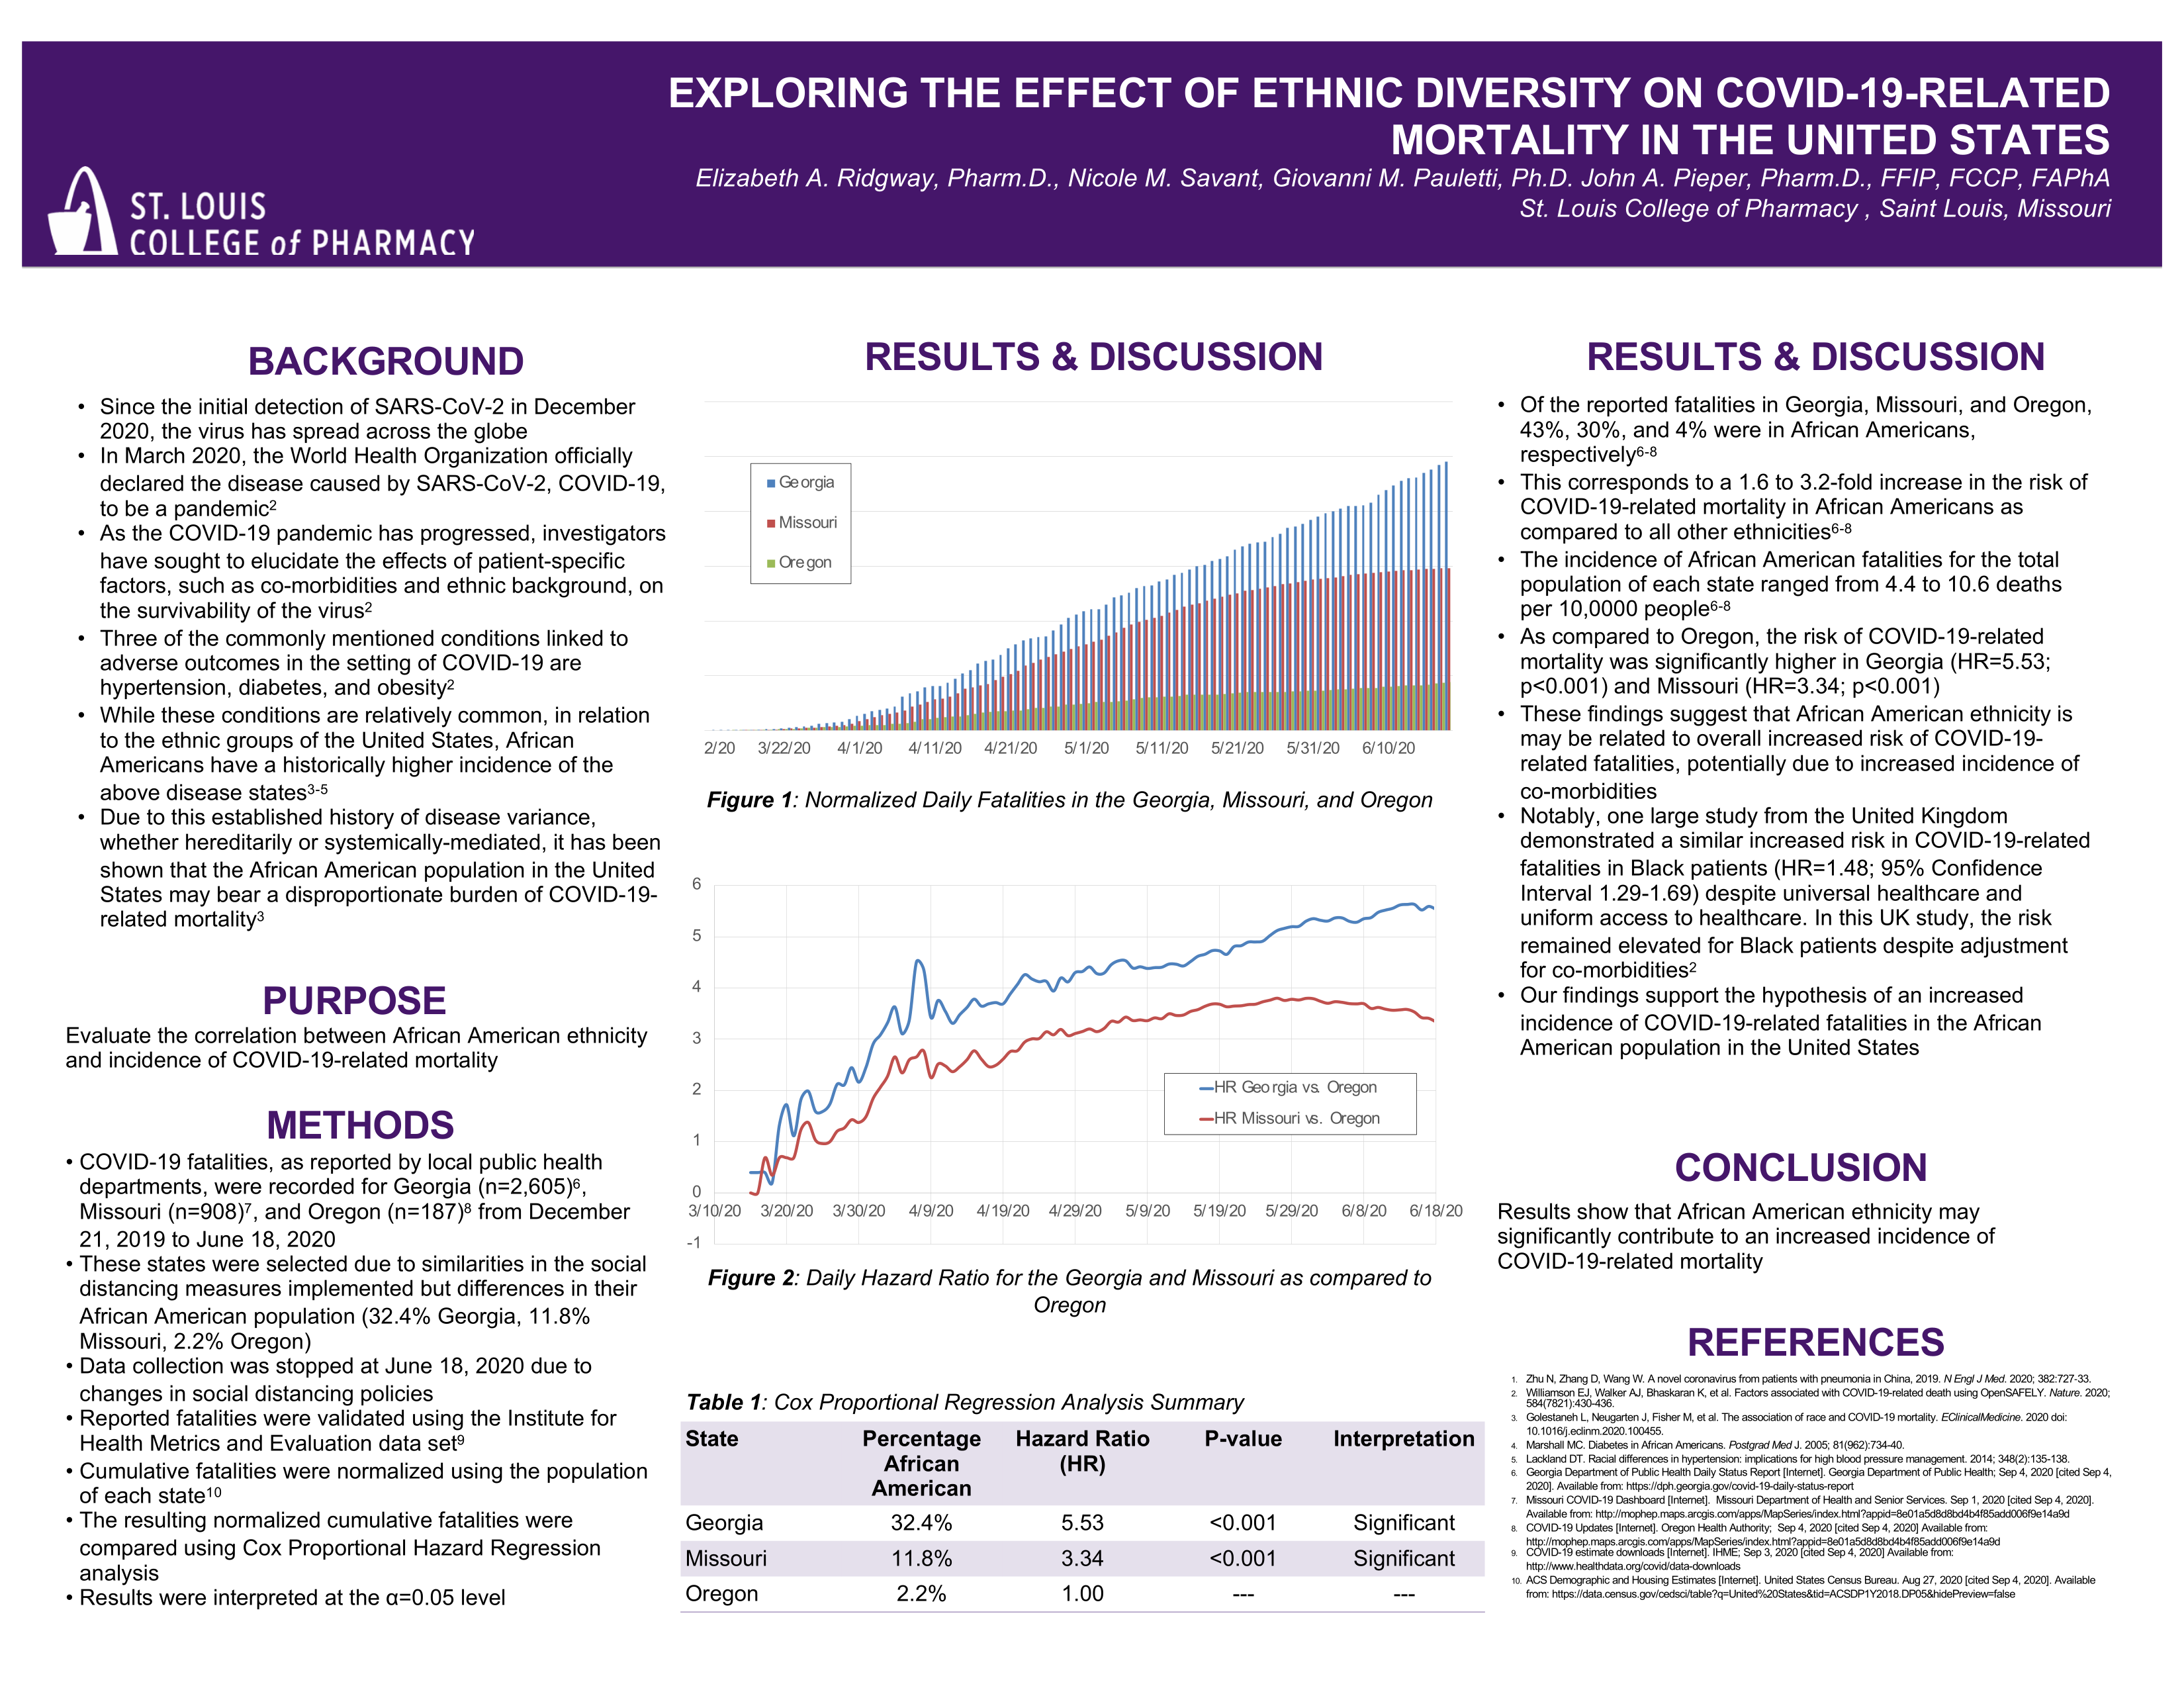 EXPLORING THE EFFECT OF ETHNIC DIVERSITY ON COVID-19-RELATED
MORTALITY IN THE UNITED STATES
Elizabeth A. Ridgway, Pharm.D., Nicole M. Savant, Giovanni M. Pauletti, Ph.D. John A. Pieper, Pharm.D., FFIP, FCCP, FAPhA
St. Louis College of Pharmacy , Saint Louis, Missouri
ST. LOUIS
COLLEGE of PHARMACY
BACKGROUND
• Since the initial detection of SARS-CoV-2 in December
2020, the virus has spread across the globe
• In March 2020, the World Health Organization officially
declared the disease caused by SARS-CoV-2, COVID-19,
to be a pandemic2
• As the COVID-19 pandemic has progressed, investigators
have sought to elucidate the effects of patient-specific
factors, such as co-morbidities and ethnic background, on
the survivability of the virus2
• Three of the commonly mentioned conditions linked to
adverse outcomes in the setting of COVID-19 are
hypertension, diabetes, and obesity2
• While these conditions are relatively common, in relation
to the ethnic groups of the United States, African
Americans have a historically higher incidence of the
above disease states3-5
• Due to this established history of disease variance,
whether hereditarily or systemically-mediated, it has been
shown that the African American population in the United
States may bear a disproportionate burden of COVID-19-
related mortality3
PURPOSE
Evaluate the correlation between African American ethnicity
and incidence of COVID-19-related mortality
METHODS
• COVID-19 fatalities, as reported by local public health
departments, were recorded for Georgia (n=2,605)6,
Missouri (n=908)7, and Oregon (n=187)8 from December
21, 2019 to June 18, 2020
• These states were selected due to similarities in the social
distancing measures implemented but differences in their
African American population (32.4% Georgia, 11.8%
Missouri, 2.2% Oregon)
• Data collection was stopped at June 18, 2020 due to
changes in social distancing policies
• Reported fatalities were validated using the Institute for
Health Metrics and Evaluation data set9
• Cumulative fatalities were normalized using the population
of each state10
• The resulting normalized cumulative fatalities were
compared using Cox Proportional Hazard Regression
analysis
• Results were interpreted at the α=0.05 level
RESULTS & DISCUSSION
Georgia
Missouri
Oregon
2/20 3/22/20 4/1/20 4/11/20 4/21/20 5/1/20 5/11/20 5/21/20 5/31/20 6/10/20
Figure 1: Normalized Daily Fatalities in the Georgia, Missouri, and Oregon
6
5
4
3
2
1
0
-1
HR Georgia vs. Oregon
HR Missouri vs. Oregon
3/10/20 3/20/20 3/30/20 4/9/20 4/19/20 4/29/20 5/9/20 5/19/20 5/29/20 6/8/20 6/18/20
Figure 2: Daily Hazard Ratio for the Georgia and Missouri as compared to
Oregon
Table 1: Cox Proportional Regression Analysis Summary
State Percentage African American Hazard Ratio (HR) P-value Interpretation
Georgia 32.4% 5.53 <0.001 Significant
Missouri 11.8% 3.34 <0.001 Significant
Oregon 2.2% 1.00 --- ---
RESULTS & DISCUSSION
• Of the reported fatalities in Georgia, Missouri, and Oregon,
43%, 30%, and 4% were in African Americans,
respectively6-8
• This corresponds to a 1.6 to 3.2-fold increase in the risk of
COVID-19-related mortality in African Americans as
compared to all other ethnicities6-8
• The incidence of African American fatalities for the total
population of each state ranged from 4.4 to 10.6 deaths
per 10,0000 people6-8
• As compared to Oregon, the risk of COVID-19-related
mortality was significantly higher in Georgia (HR=5.53;
p<0.001) and Missouri (HR=3.34; p<0.001)
• These findings suggest that African American ethnicity is
may be related to overall increased risk of COVID-19-
related fatalities, potentially due to increased incidence of
co-morbidities
• Notably, one large study from the United Kingdom
demonstrated a similar increased risk in COVID-19-related
fatalities in Black patients (HR=1.48; 95% Confidence
Interval 1.29-1.69) despite universal healthcare and
uniform access to healthcare. In this UK study, the risk
remained elevated for Black patients despite adjustment
for co-morbidities2
• Our findings support the hypothesis of an increased
incidence of COVID-19-related fatalities in the African
American population in the United States
CONCLUSION
Results show that African American ethnicity may
significantly contribute to an increased incidence of
COVID-19-related mortality
REFERENCES
1. Zhu N, Zhang D, Wang W. A novel coronavirus from patients with pneumonia in China, 2019. N Engl J Med. 2020; 382:727-33.
2. Williamson EJ, Walker AJ, Bhaskaran K, et al. Factors associated with COVID-19-related death using OpenSAFELY. Nature. 2020;
584(7821):430-436.
3. Golestaneh L, Neugarten J, Fisher M, et al. The association of race and COVID-19 mortality. EClinicalMedicine. 2020 doi:
10.1016/j.eclinm.2020.100455.
4. Marshall MC. Diabetes in African Americans. Postgrad Med J. 2005; 81(962):734-40.
5. Lackland DT. Racial differences in hypertension: implications for high blood pressure management. 2014; 348(2):135-138.
6. Georgia Department of Public Health Daily Status Report [Internet]. Georgia Department of Public Health; Sep 4, 2020 [cited Sep 4,
2020]. Available from: https://dph.georgia.gov/covid-19-daily-status-report
7. Missouri COVID-19 Dashboard [Internet]. Missouri Department of Health and Senior Services. Sep 1, 2020 [cited Sep 4, 2020].
Available from: http://mophep.maps.arcgis.com/apps/MapSeries/index.html?appid=8e01a5d8d8bd4b4f85add006f9e14a9d
8. COVID-19 Updates [Internet]. Oregon Health Authority; Sep 4, 2020 [cited Sep 4, 2020] Available from:
http://mophep.maps.arcgis.com/apps/MapSeries/index.html?appid=8e01a5d8d8bd4b4f85add006f9e14a9d
9. COVID-19 estimate downloads [Internet]. IHME; Sep 3, 2020 [cited Sep 4, 2020] Available from:
http://www.healthdata.org/covid/data-downloads
10. ACS Demographic and Housing Estimates [Internet]. United States Census Bureau. Aug 27, 2020 [cited Sep 4, 2020]. Available
from: https://data.census.gov/cedsci/table?q=United%20States&tid=ACSDP1Y2018.DP05&hidePreview=false